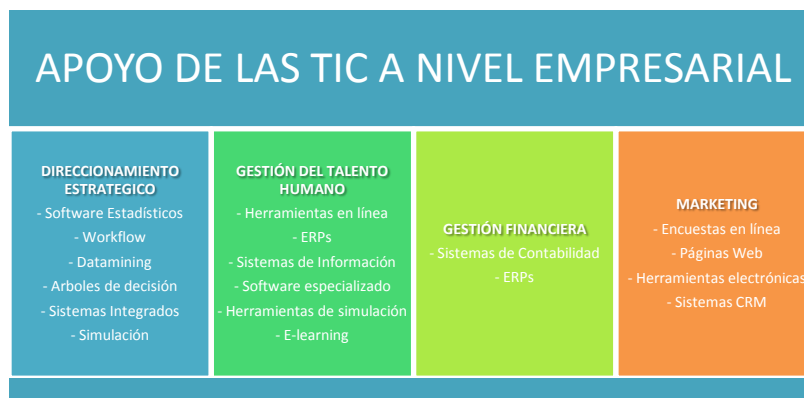 APOYO DE LAS TIC A NIVEL EMPRESARIAL
DIRECCIONAMIENTO
ESTRATEGICO
- Software Estadísticos
- Workflow
- Datamining
- Arboles de decisión
- Sistemas Integrados
- Simulación
GESTIÓN DEL TALENTO
HUMANO
- Herramientas en línea
- ERPs
- Sistemas de Información
- Software especializado
- Herramientas de simulación
- E-learning
GESTIÓN FINANCIERA
- Sistemas de Contabilidad
- ERPs
MARKETING
- Encuestas en línea
- Páginas Web
- Herramientas electrónicas
- Sistemas CRM